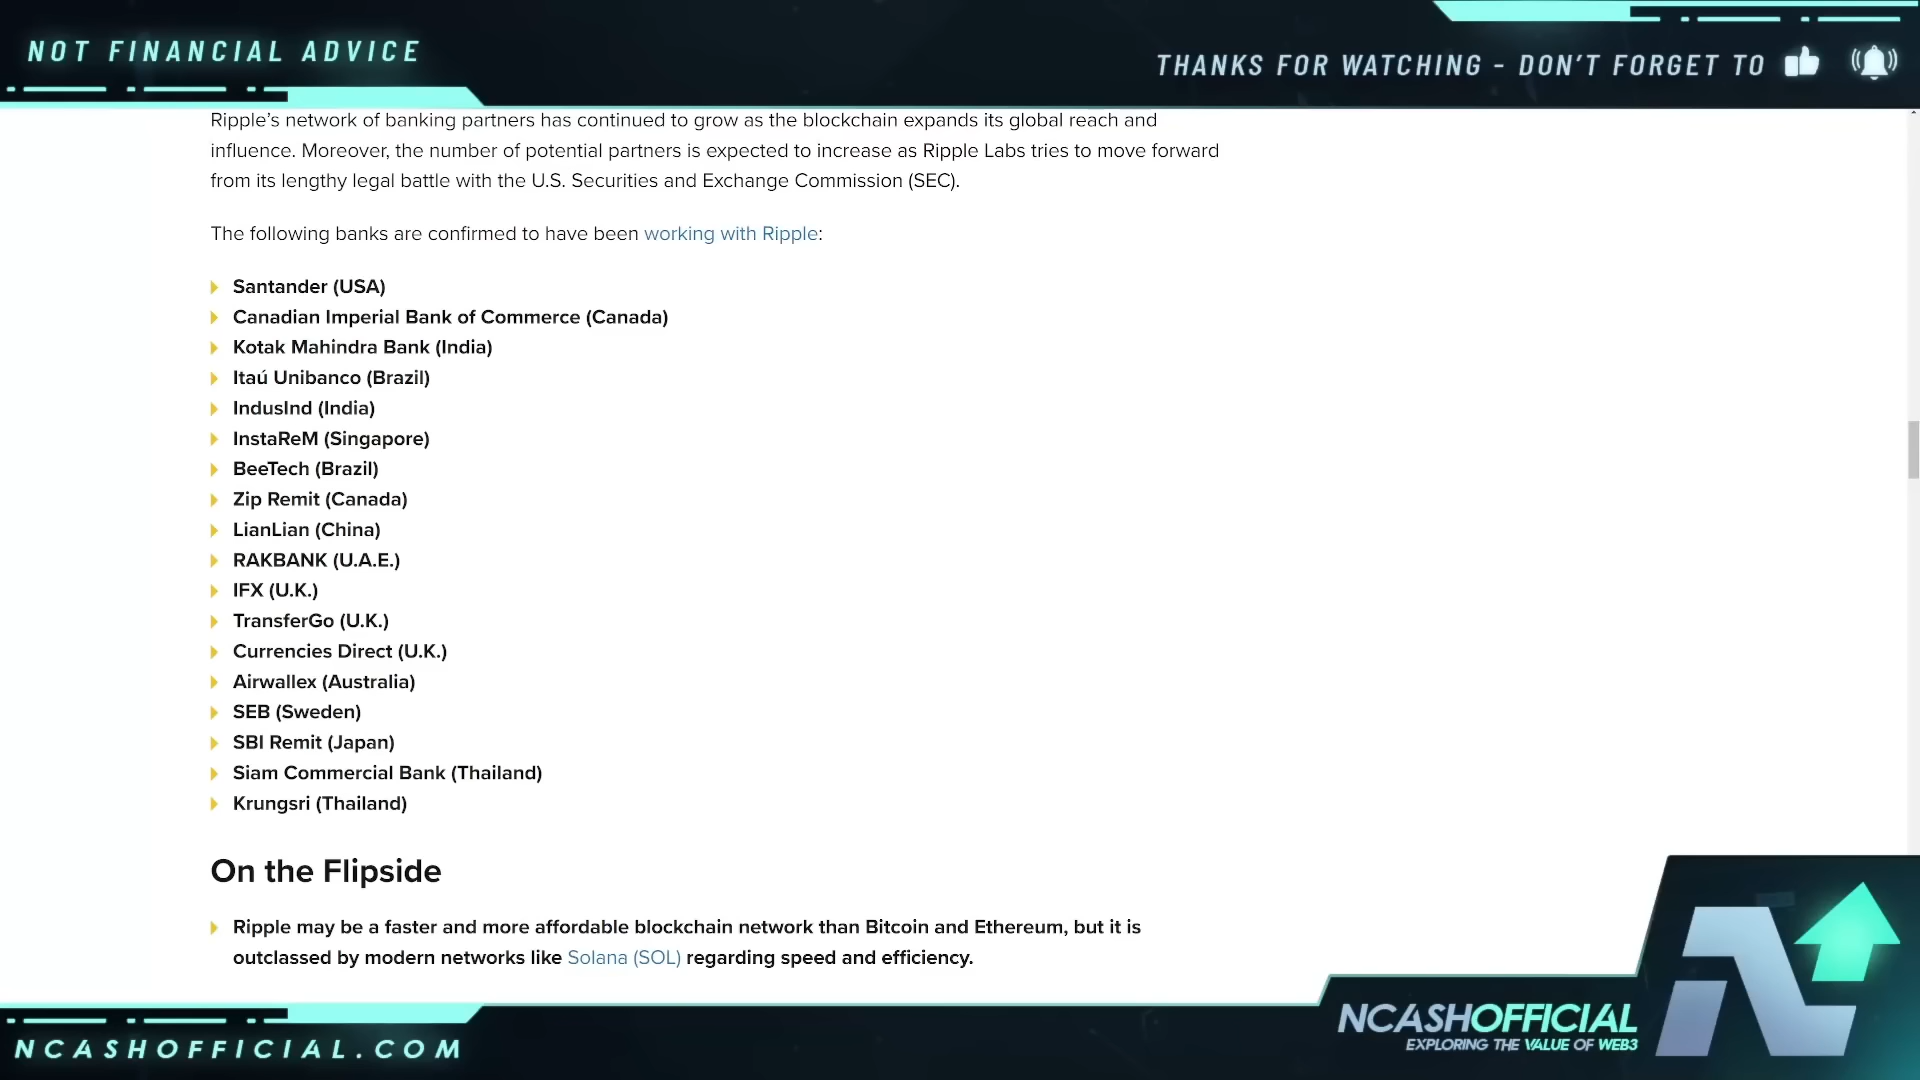 NOT FINANCIAL ADVICE
THANKS FOR WATCHING - DON'T FORGET TO
Ripple's network of banking partners has continued to grow as the blockchain expands its global reach and
influence. Moreover, the number of potential partners is expected to increase as Ripple Labs tries to move forward
from its lengthy legal battle with the U.S. Securities and Exchange Commission (SEC).
The following banks are confirmed to have been working with Ripple:
Santander (USA)
Canadian Imperial Bank of Commerce (Canada)
Kotak Mahindra Bank (India)
Itaú Unibanco (Brazil)
IndusInd (India)
InstaReM (Singapore)
BeeTech (Brazil)
Zip Remit (Canada)
LianLian (China)
RAKBANK (U.A.E.)
IFX (U.K.)
TransferGo (U.K.)
Currencies Direct (U.K.)
Airwallex (Australia)
SEB (Sweden)
SBI Remit (Japan)
Siam Commercial Bank (Thailand)
Krungsri (Thailand)
On the Flipside
Ripple may be a faster and more affordable blockchain network than Bitcoin and Ethereum, but it is
outclassed by modern networks like Solana (SOL) regarding speed and efficiency.
NCASHOFFICIAL.COM
NCASHOFFICIAL
EXPLORING THE VALUE OF WEB3